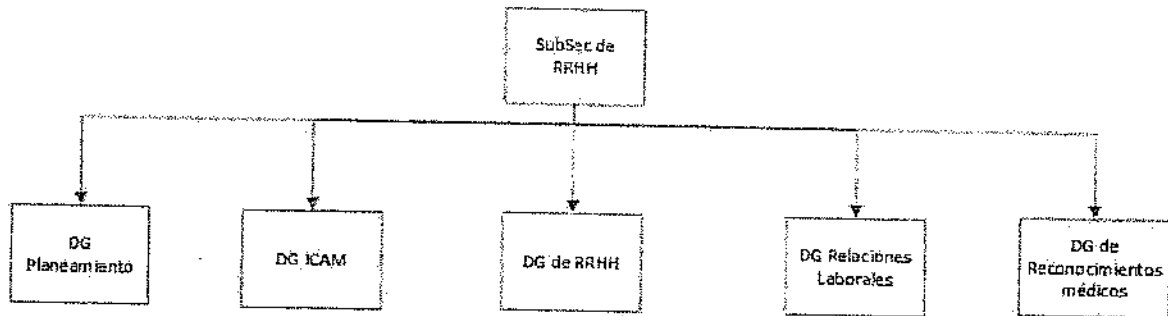 SubSec de
RRHH
DG
Planeamiento
DG ICAM
DG de RRHH
DG Relaciones
Laborales
DG de
Reconocimientos
médicos